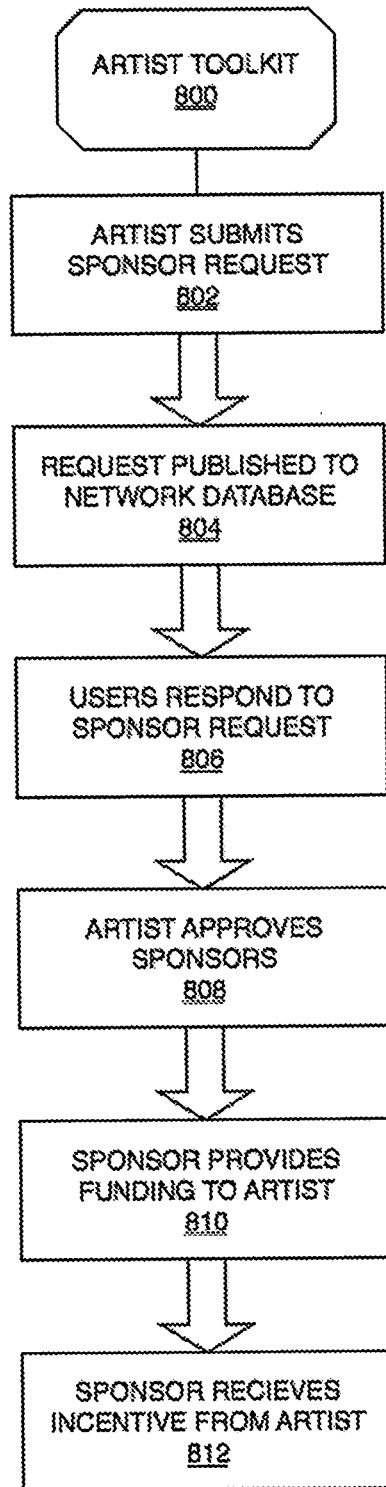 ARTIST TOOLKIT
800
ARTIST SUBMITS
SPONSOR REQUEST
802
REQUEST PUBLISHED TO
NETWORK DATABASE
804
USERS RESPOND TO
SPONSOR REQUEST
806
ARTIST APPROVES
SPONSORS
808
SPONSOR PROVIDES
FUNDING TO ARTIST
810
SPONSOR RECIEVES
INCENTIVE FROM ARTIST
812